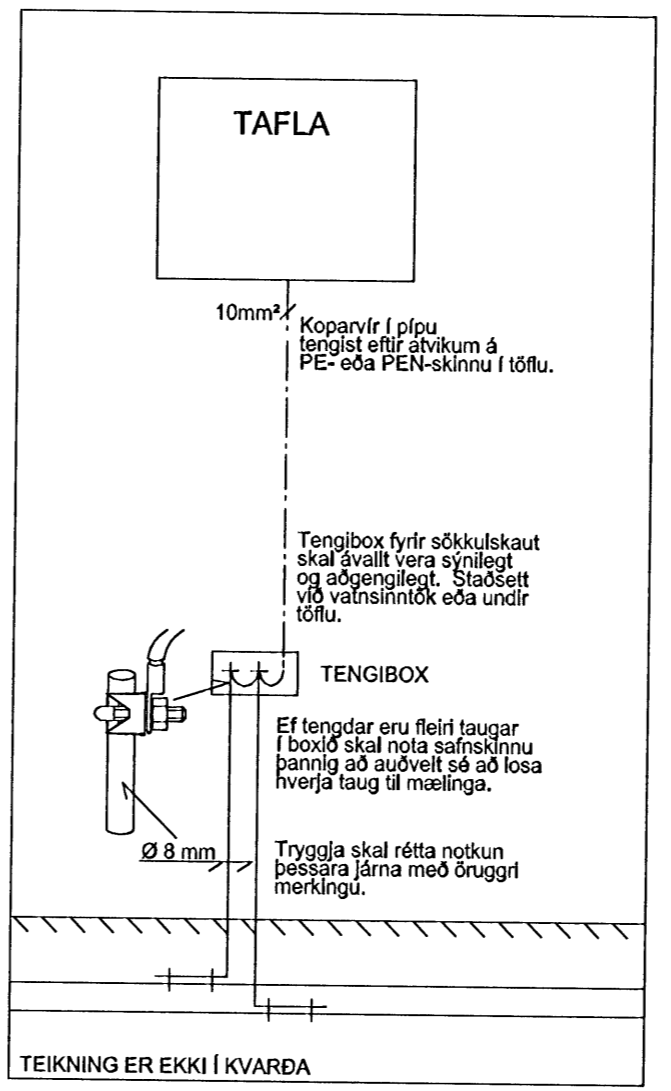 TAFLA
10mm²
Koparvír í pípu
tengist eftir atvikum á
PE- eða PEN-skinnu í töflu.
Tengibox fyrir sökkulskaut
skal ávallt vera sýnilegt
og aðgengilegt. Staðsett
við vatnsinntök eða undir
töflu.
TENGIBOX
Ef tengdar eru fleiri taugar
í boxið skal nota safnskinnu
þannig að auðvelt sé að losa
hverja taug til mælinga.
Ø 8 mm
Tryggja skal rétta notkun
þessara járna með öruggri
merkingu.
TEIKNING ER EKKI Í KVARÐA